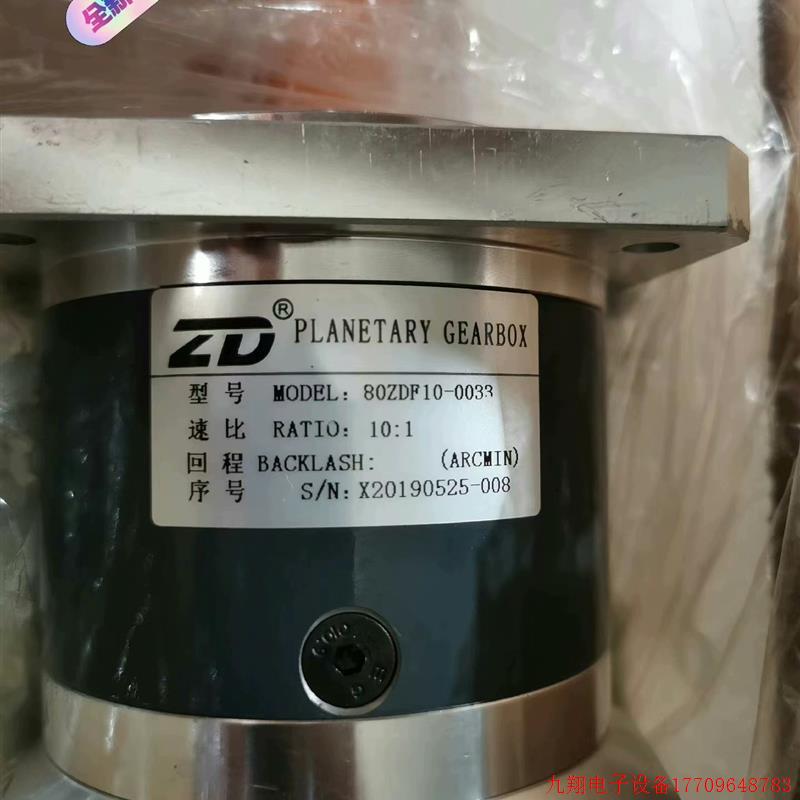 全新
ZD® PLANETARY GEARBOX
型号 MODEL: 80ZDF10-0033
速比 RATIO: 10:1
回程 BACKLASH: (ARCMIN)
序号 S/N: X20190525-008
九翔电子设备17709648783